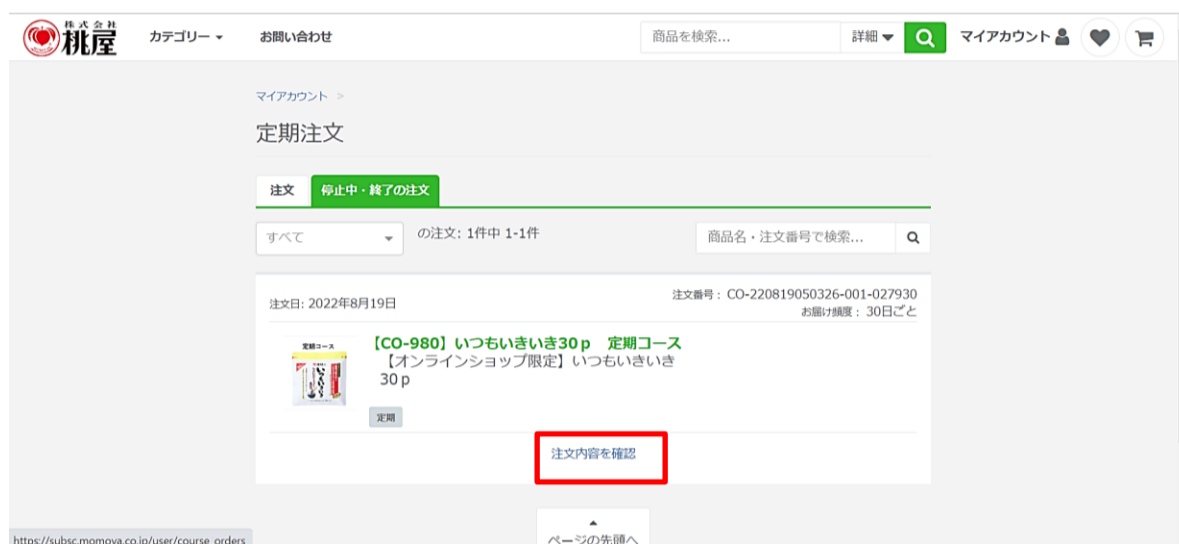 株式会社
桃屋
カテゴリー
お問い合わせ
商品を検索...
詳細
マイアカウント
マイアカウント >
定期注文
注文
停止中・終了の注文
すべて
の注文: 1件中 1-1件
商品名・注文番号で検索...
注文日: 2022年8月19日
注文番号: CO-220819050326-001-027930
お届け頻度: 30日ごと
定期コース
【CO-980】いつもいきいき30p 定期コース
【オンラインショップ限定】いつもいきいき
30p
定期
注文内容を確認
ページの先頭へ
https://subsc.momoya.co.jp/user/course_orders